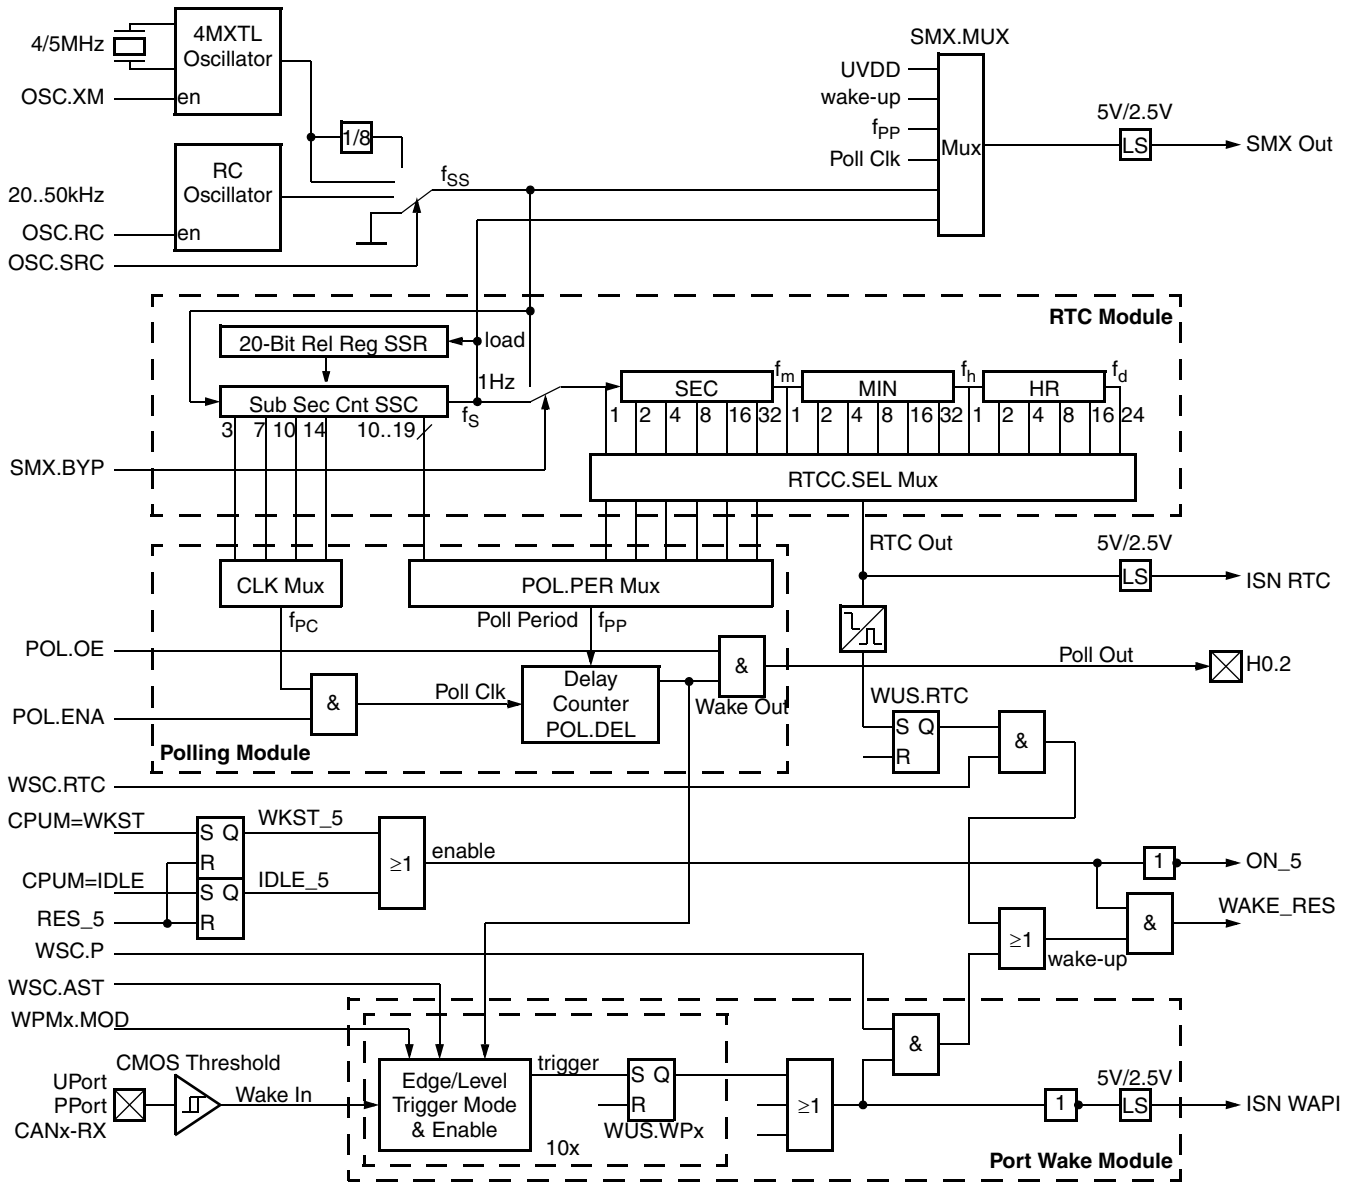 4MXTL
Oscillator
4/5MHz
OSC.XM
en
1/8
RC
Oscillator
20..50kHz
OSC.RC
en
OSC.SRC
fSS
SMX.MUX
UVDD
wake-up
fPP
Poll Clk
Mux
5V/2.5V
LS
SMX Out
RTC Module
20-Bit Rel Reg SSR
load
Sub Sec Cnt SSC
1Hz
fS
3 7 10 14 10..19
SEC
fm
MIN
fh
HR
fd
1 2 4 8 16 32 1 2 4 8 16 32 1 2 4 8 16 24
SMX.BYP
RTCC.SEL Mux
RTC Out
5V/2.5V
LS
ISN RTC
CLK Mux
POL.PER Mux
fPC
Poll Period
fPP
POL.OE
&
Poll Out
H0.2
Delay
Counter
POL.DEL
Poll Clk
&
POL.ENA
Wake Out
Polling Module
WUS.RTC
S Q
R
&
WSC.RTC
CPUM=WKST
S Q
R
WKST_5
≥1
enable
1
ON_5
CPUM=IDLE
S Q
R
IDLE_5
RES_5
&
WAKE_RES
≥1
wake-up
WSC.P
WSC.AST
WPMx.MOD
&
CMOS Threshold
UPort
PPort
CANx-RX
Wake In
Edge/Level
Trigger Mode
& Enable
trigger
S Q
R
WUS.WPx
10x
≥1
1
5V/2.5V
LS
ISN WAPI
Port Wake Module